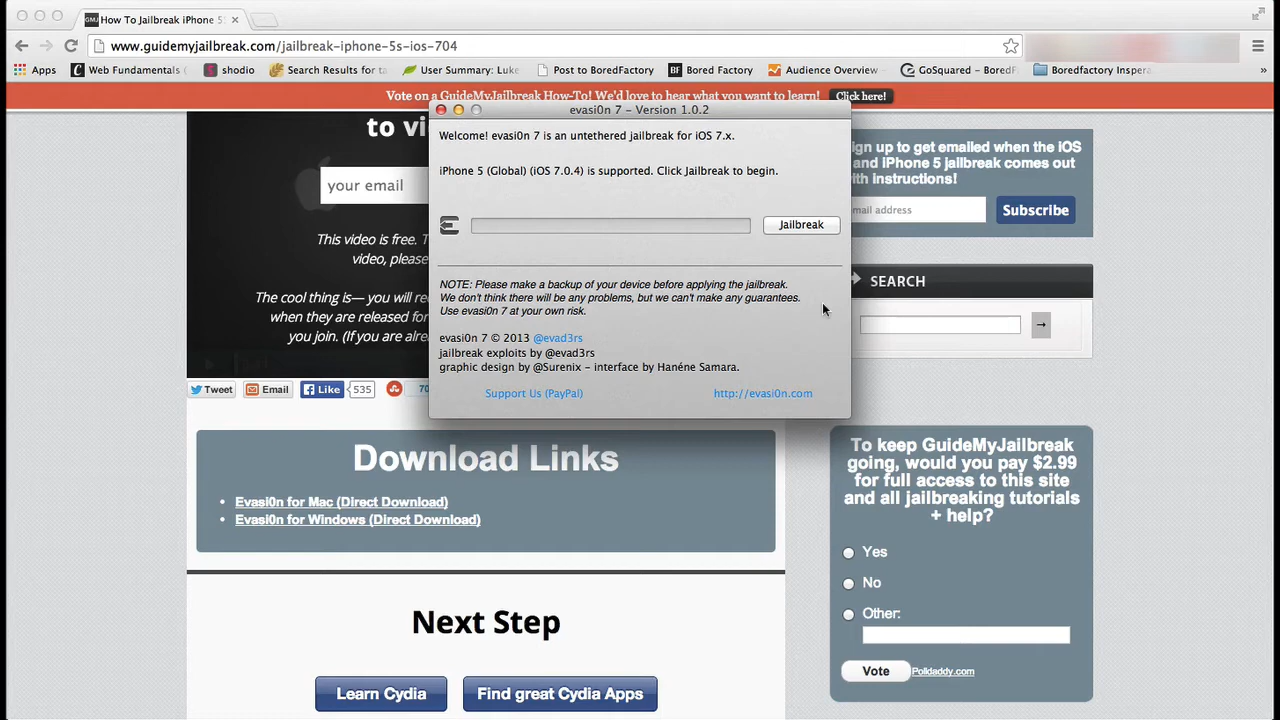 GMJ How To Jailbreak iPhone 5
www.guidemyjailbreak.com/jailbreak-iphone-5s-ios-704
Apps Web Fundamentals shodio Search Results for ta User Summary: Luke Post to BoredFactory BF Bored Factory Audience Overview - GoSquared - BoredF Boredfactory Inspera »
Vote on a GuideMyJailbreak How-To! We'd love to hear what you want to learn! Click here!
evasi0n 7 – Version 1.0.2
Welcome! evasi0n 7 is an untethered jailbreak for iOS 7.x.
iPhone 5 (Global) (iOS 7.0.4) is supported. Click Jailbreak to begin.
Jailbreak
NOTE: Please make a backup of your device before applying the jailbreak.
We don't think there will be any problems, but we can't make any guarantees.
Use evasi0n 7 at your own risk.
evasi0n 7 © 2013 @evad3rs
jailbreak exploits by @evad3rs
graphic design by @Surenix – interface by Hanéne Samara.
Support Us (PayPal) http://evasi0n.com
to vi
your email
This video is free. T
video, please
The cool thing is— you will re
when they are released for
you join. (If you are alre
Tweet Email Like 535 70
Download Links
• Evasi0n for Mac (Direct Download)
• Evasi0n for Windows (Direct Download)
Next Step
Learn Cydia Find great Cydia Apps
gn up to get emailed when the iOS
and iPhone 5 jailbreak comes out
with instructions!
email address Subscribe
SEARCH
→
To keep GuideMyJailbreak
going, would you pay $2.99
for full access to this site
and all jailbreaking tutorials
+ help?
Yes
No
Other:
Vote Polldaddy.com